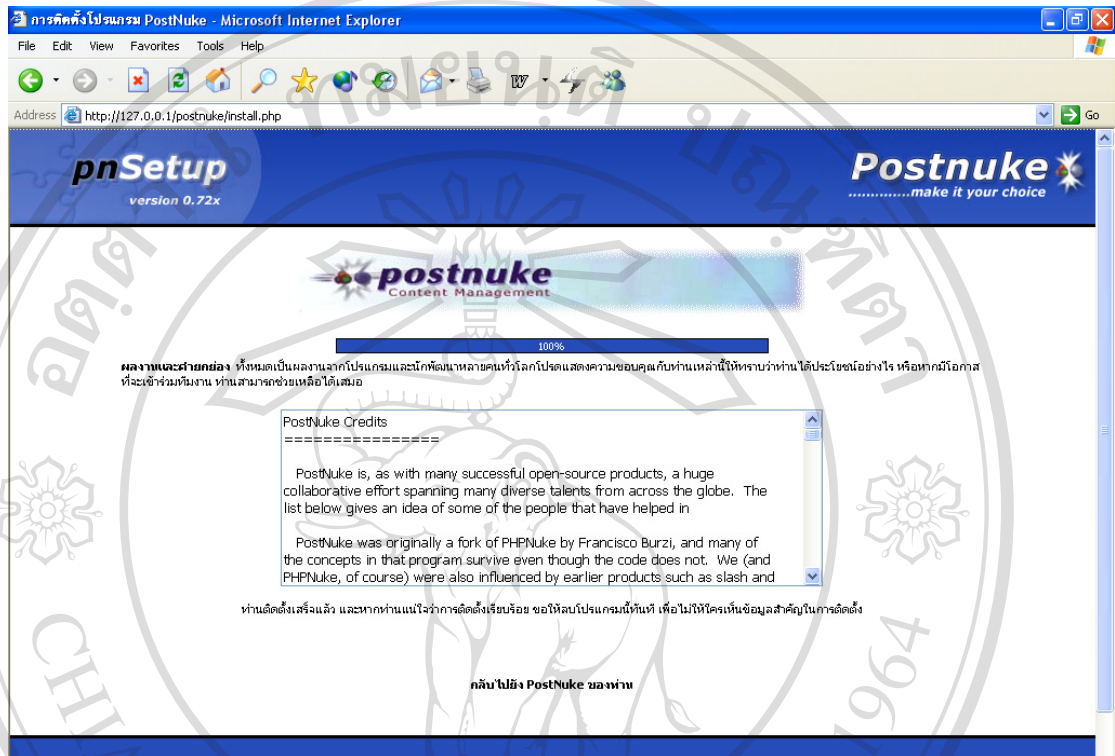 การติดตั้งโปรแกรม PostNuke - Microsoft Internet Explorer
File Edit View Favorites Tools Help
Address http://127.0.0.1/postnuke/install.php Go
pnSetup
version 0.72x
Postnuke
..............make it your choice
postnuke
Content Management
100%
ผลงานและคำยกย่อง ทั้งหมดเป็นผลงานจากโปรแกรมและนักพัฒนาหลายคนทั่วโลกโปรดแสดงความขอบคุณกับท่านเหล่านี้ให้ทราบว่าท่านได้ประโยชน์อย่างไร หรือหากมีโอกาส
ที่จะเข้าร่วมทีมงาน ท่านสามารถช่วยเหลือได้เสมอ
PostNuke Credits
================
PostNuke is, as with many successful open-source products, a huge
collaborative effort spanning many diverse talents from across the globe. The
list below gives an idea of some of the people that have helped in
PostNuke was originally a fork of PHPNuke by Francisco Burzi, and many of
the concepts in that program survive even though the code does not. We (and
PHPNuke, of course) were also influenced by earlier products such as slash and
ท่านติดตั้งเสร็จแล้ว และหากท่านแน่ใจว่าการติดตั้งเรียบร้อย ขอให้ลบโปรแกรมนี้ทันที เพื่อไม่ให้ใครเห็นข้อมูลสำคัญในการติดตั้ง
กลับไปยัง PostNuke ของท่าน
1964